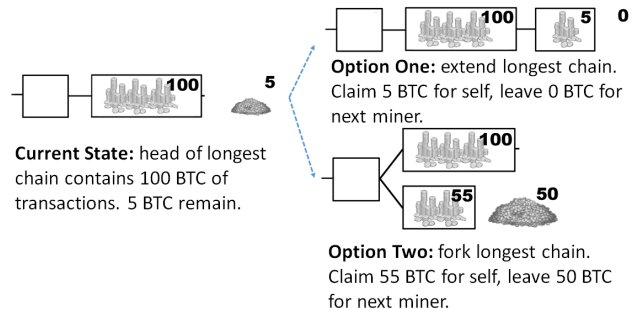 100
5
Current State: head of longest
chain contains 100 BTC of
transactions. 5 BTC remain.
100
5
0
Option One: extend longest chain.
Claim 5 BTC for self, leave 0 BTC for
next miner.
100
55
50
Option Two: fork longest chain.
Claim 55 BTC for self, leave 50 BTC
for next miner.